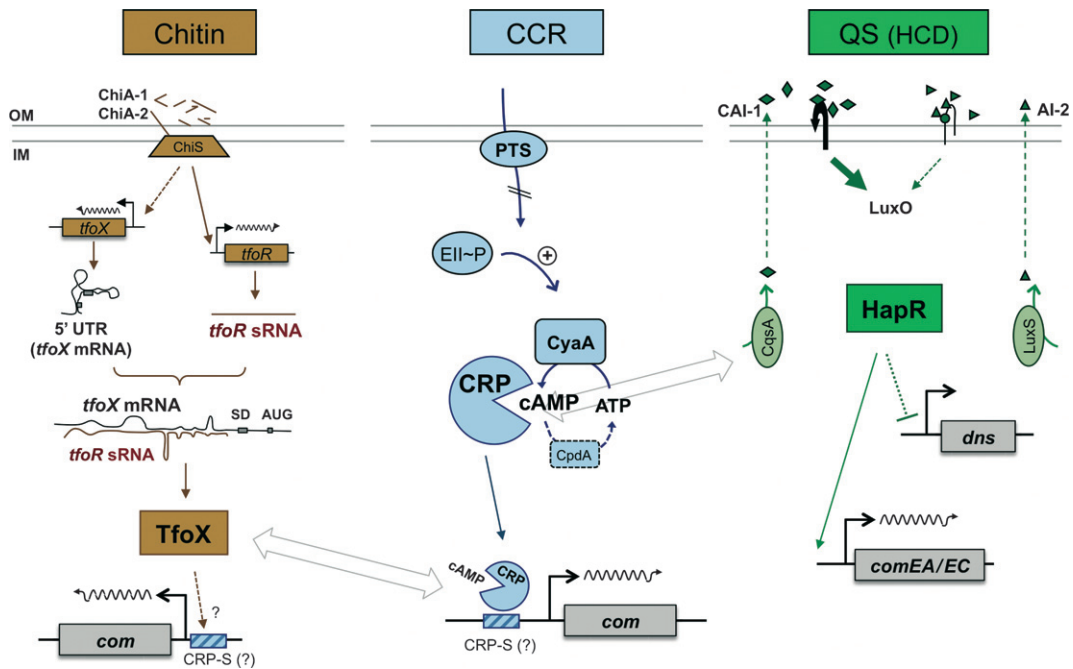 Chitin
CCR
QS (HCD)
ChiA-1
ChiA-2
OM
IM
ChiS
tfoX
tfoR
5' UTR
(tfoX mRNA)
tfoR sRNA
tfoX mRNA
SD
AUG
tfoR sRNA
TfoX
?
com
CRP-S (?)
PTS
EII~P
+
CyaA
CRP
cAMP
ATP
CpdA
cAMP
CRP
com
CRP-S (?)
CAI-1
AI-2
LuxO
CqsA
HapR
LuxS
dns
comEA/EC